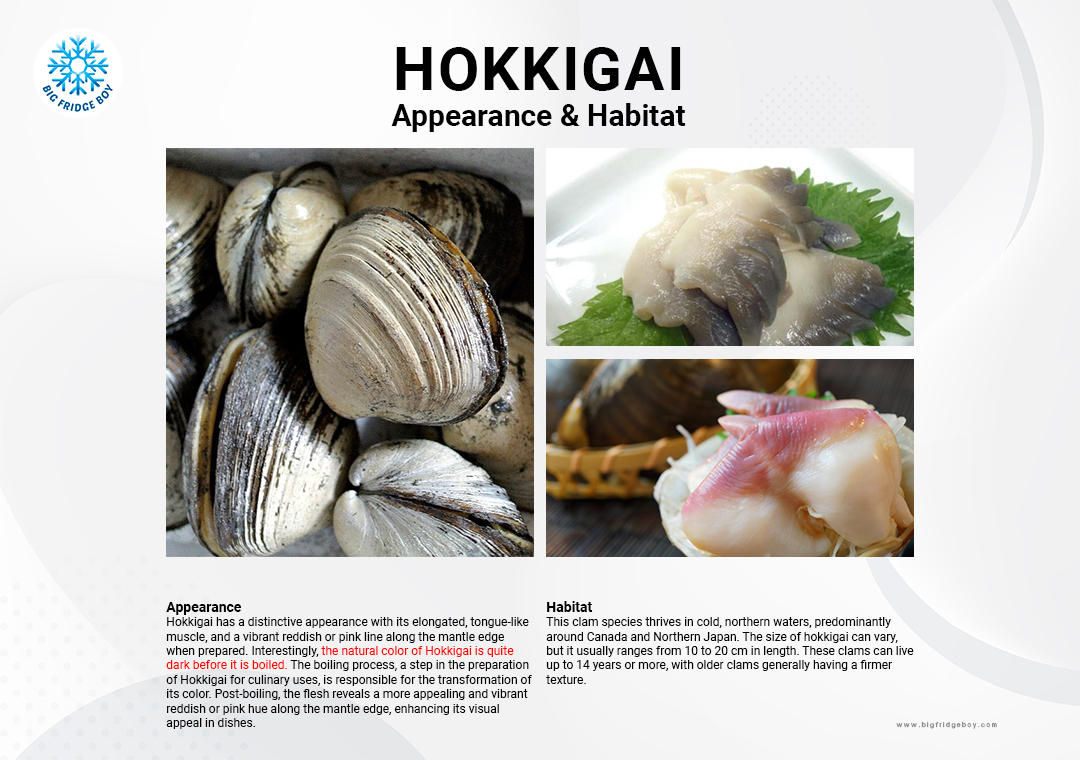 BIG FRIDGE BOY
HOKKIGAI
Appearance & Habitat
Appearance
Hokkigai has a distinctive appearance with its elongated, tongue-like
muscle, and a vibrant reddish or pink line along the mantle edge
when prepared. Interestingly, the natural color of Hokkigai is quite
dark before it is boiled. The boiling process, a step in the preparation
of Hokkigai for culinary uses, is responsible for the transformation of
its color. Post-boiling, the flesh reveals a more appealing and vibrant
reddish or pink hue along the mantle edge, enhancing its visual
appeal in dishes.
Habitat
This clam species thrives in cold, northern waters, predominantly
around Canada and Northern Japan. The size of hokkigai can vary,
but it usually ranges from 10 to 20 cm in length. These clams can live
up to 14 years or more, with older clams generally having a firmer
texture.
www.bigfridgeboy.com